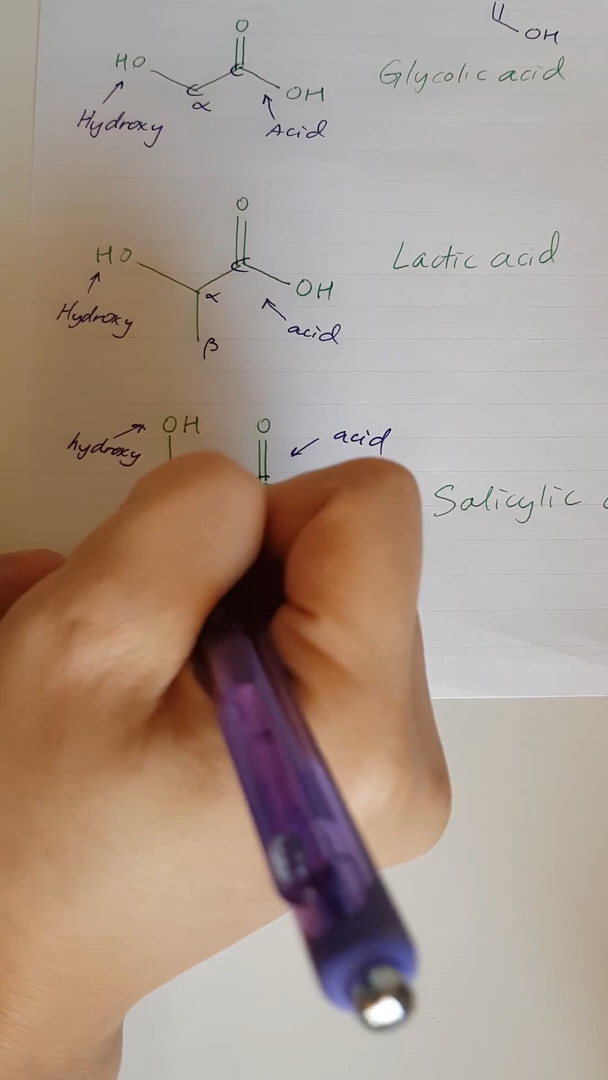 O
OH
HO
C
C
OH
Glycolic acid
α
Hydroxy
Acid
O
HO
C
OH
Lactic acid
α
Hydroxy
acid
β
hydroxy
OH
O
acid
Salicylic